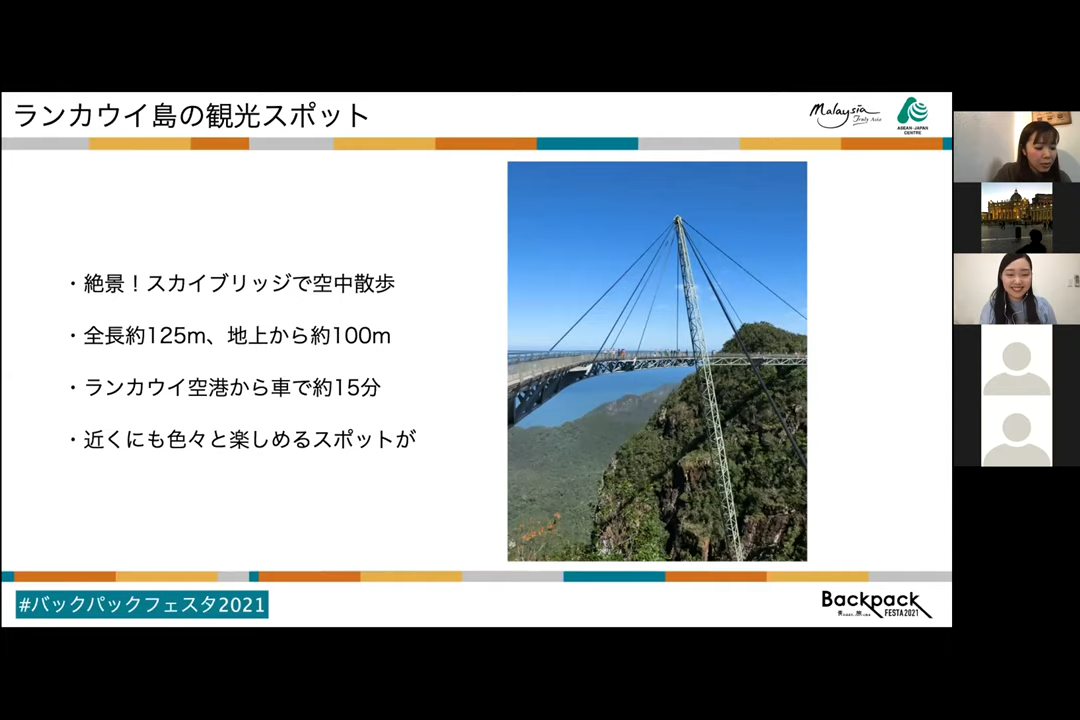 ランカウイ島の観光スポット
Malaysia
Truly Asia
ASEAN-JAPAN
CENTRE
・絶景！スカイブリッジで空中散歩
・全長約125m、地上から約100m
・ランカウイ空港から車で約15分
・近くにも色々と楽しめるスポットが
#バックパックフェスタ2021
Backpack
FESTA2021